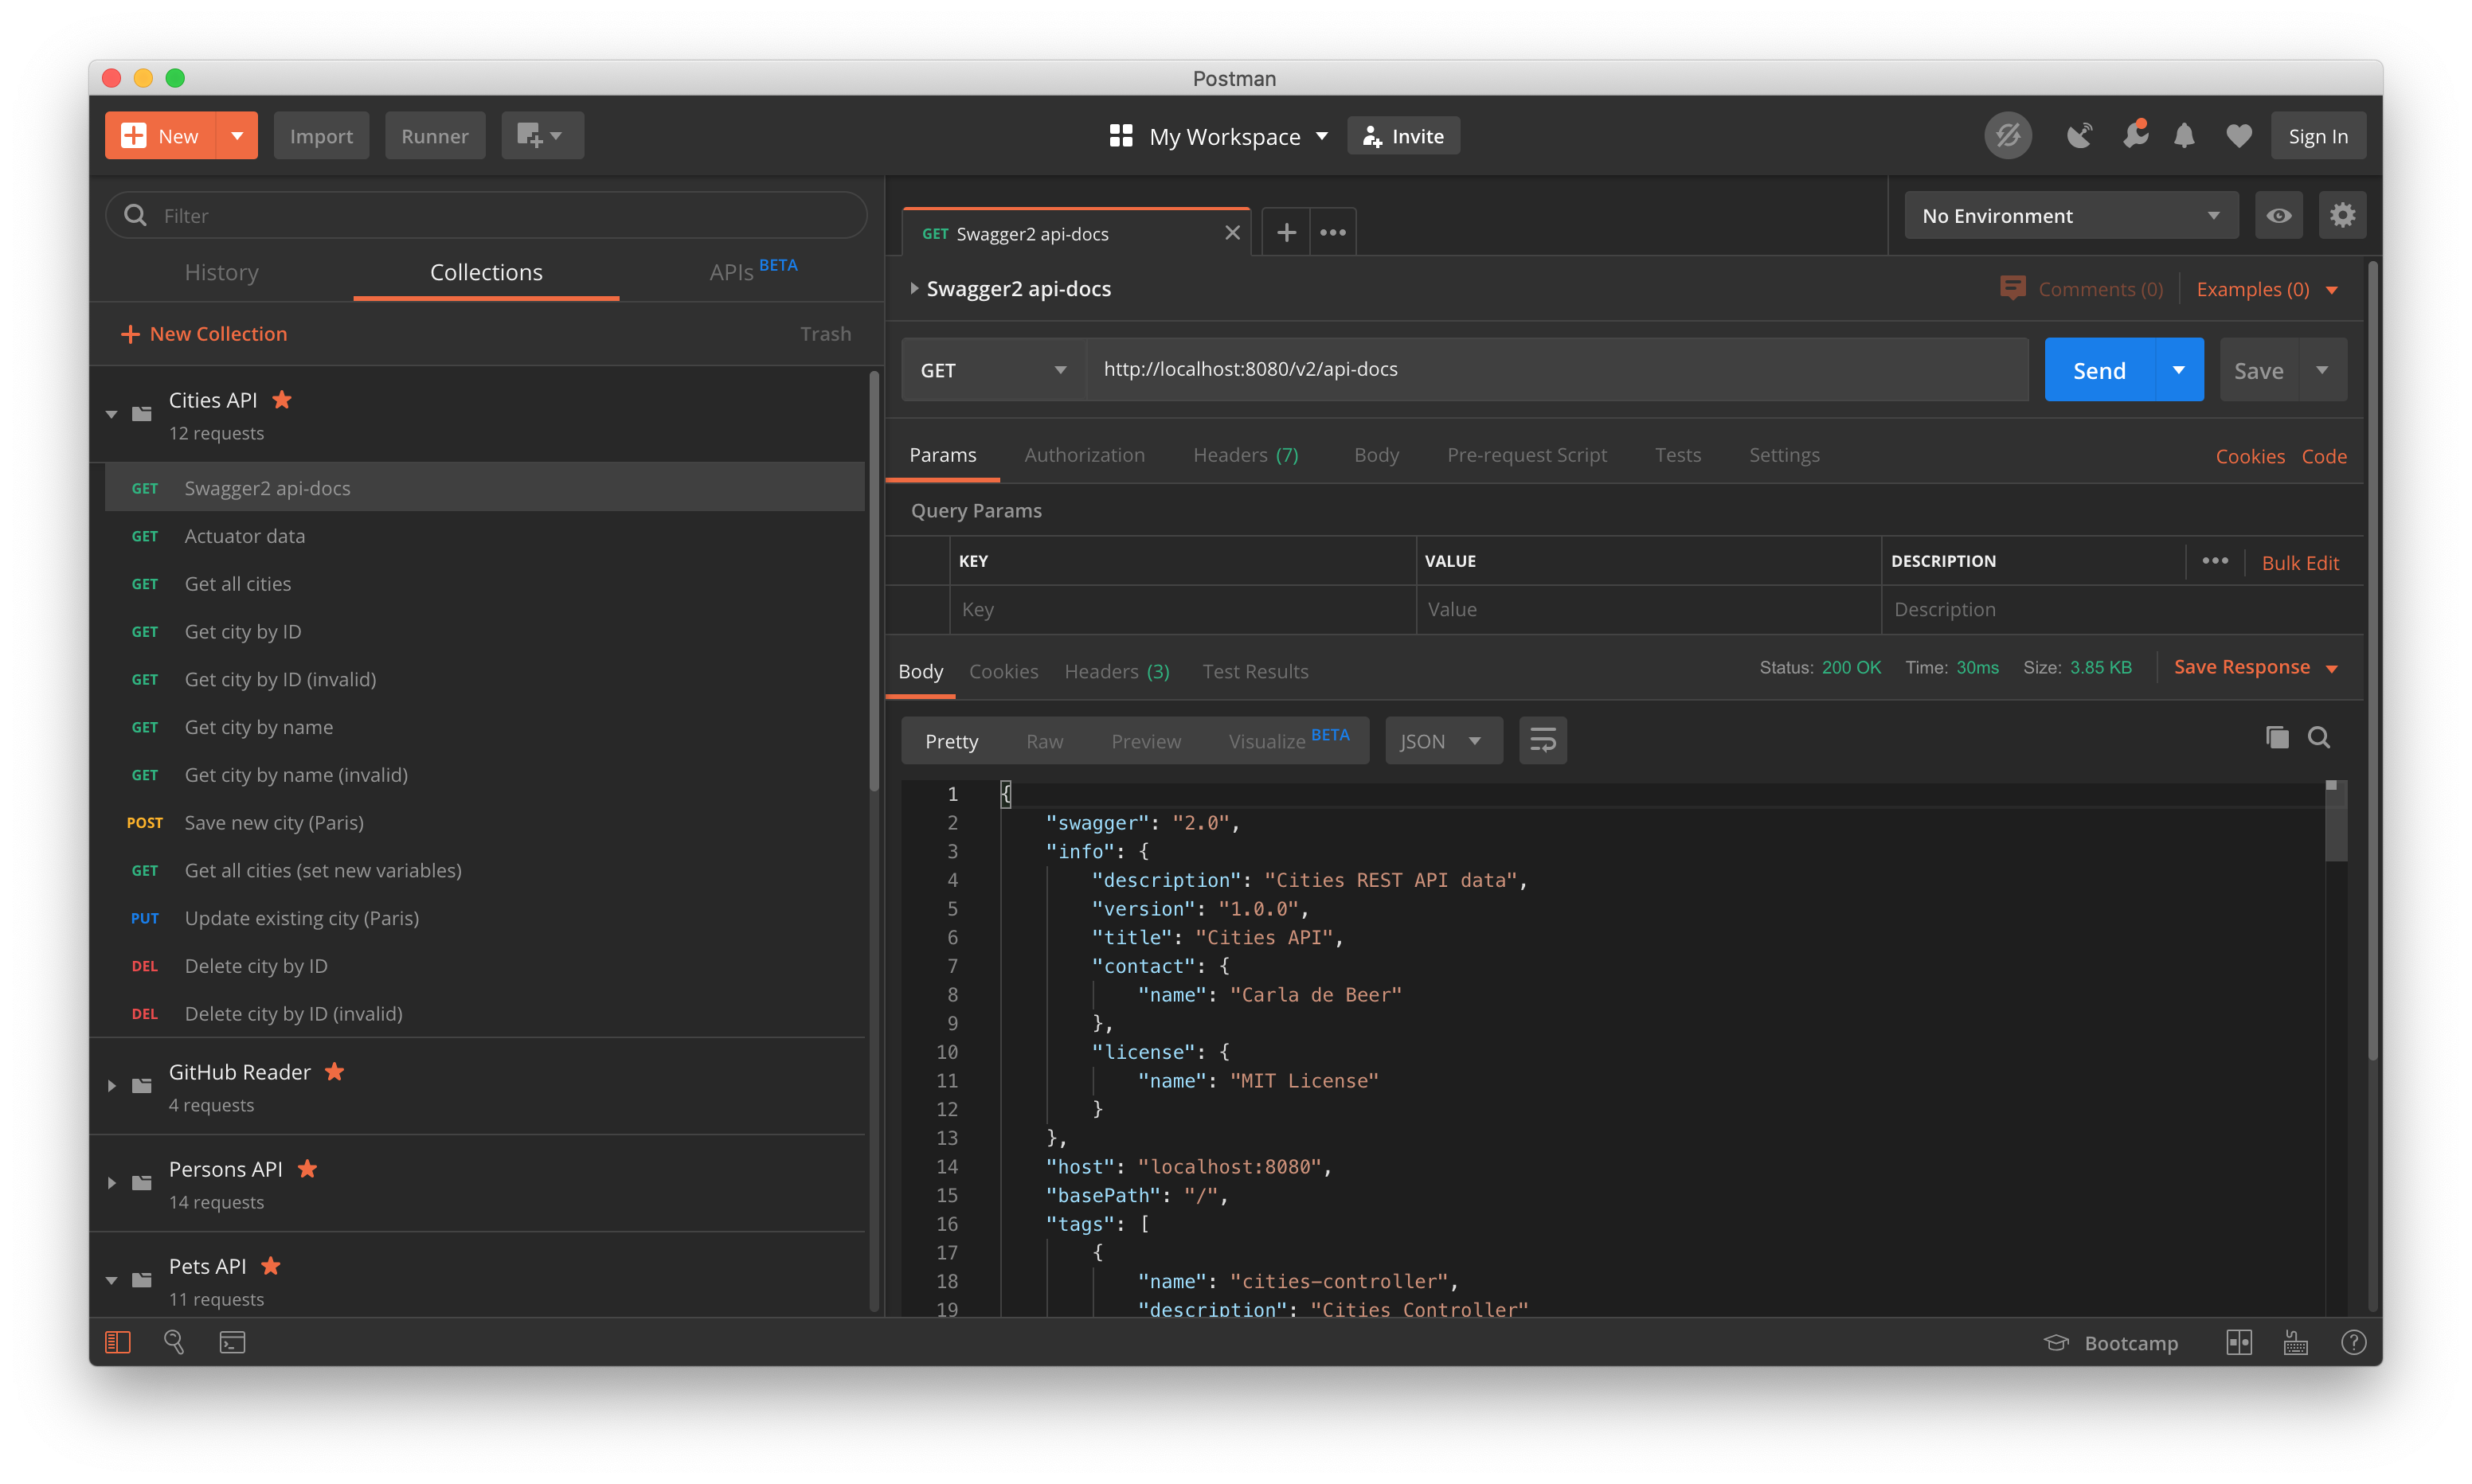 Postman
New
Import
Runner
My Workspace
Invite
Sign In
Filter
History
Collections
APIs BETA
New Collection
Trash
Cities API
12 requests
GET Swagger2 api-docs
GET Actuator data
GET Get all cities
GET Get city by ID
GET Get city by ID (invalid)
GET Get city by name
GET Get city by name (invalid)
POST Save new city (Paris)
GET Get all cities (set new variables)
PUT Update existing city (Paris)
DEL Delete city by ID
DEL Delete city by ID (invalid)
GitHub Reader
4 requests
Persons API
14 requests
Pets API
11 requests
GET Swagger2 api-docs
No Environment
Swagger2 api-docs
Comments (0)
Examples (0)
GET
http://localhost:8080/v2/api-docs
Send
Save
Params
Authorization
Headers (7)
Body
Pre-request Script
Tests
Settings
Cookies
Code
Query Params
KEY
VALUE
DESCRIPTION
Bulk Edit
Key
Value
Description
Body
Cookies
Headers (3)
Test Results
Status: 200 OK
Time: 30ms
Size: 3.85 KB
Save Response
Pretty
Raw
Preview
Visualize BETA
JSON
1 {
2 "swagger": "2.0",
3 "info": {
4 "description": "Cities REST API data",
5 "version": "1.0.0",
6 "title": "Cities API",
7 "contact": {
8 "name": "Carla de Beer"
9 },
10 "license": {
11 "name": "MIT License"
12 }
13 },
14 "host": "localhost:8080",
15 "basePath": "/",
16 "tags": [
17 {
18 "name": "cities-controller",
19 "description": "Cities Controller"
Bootcamp